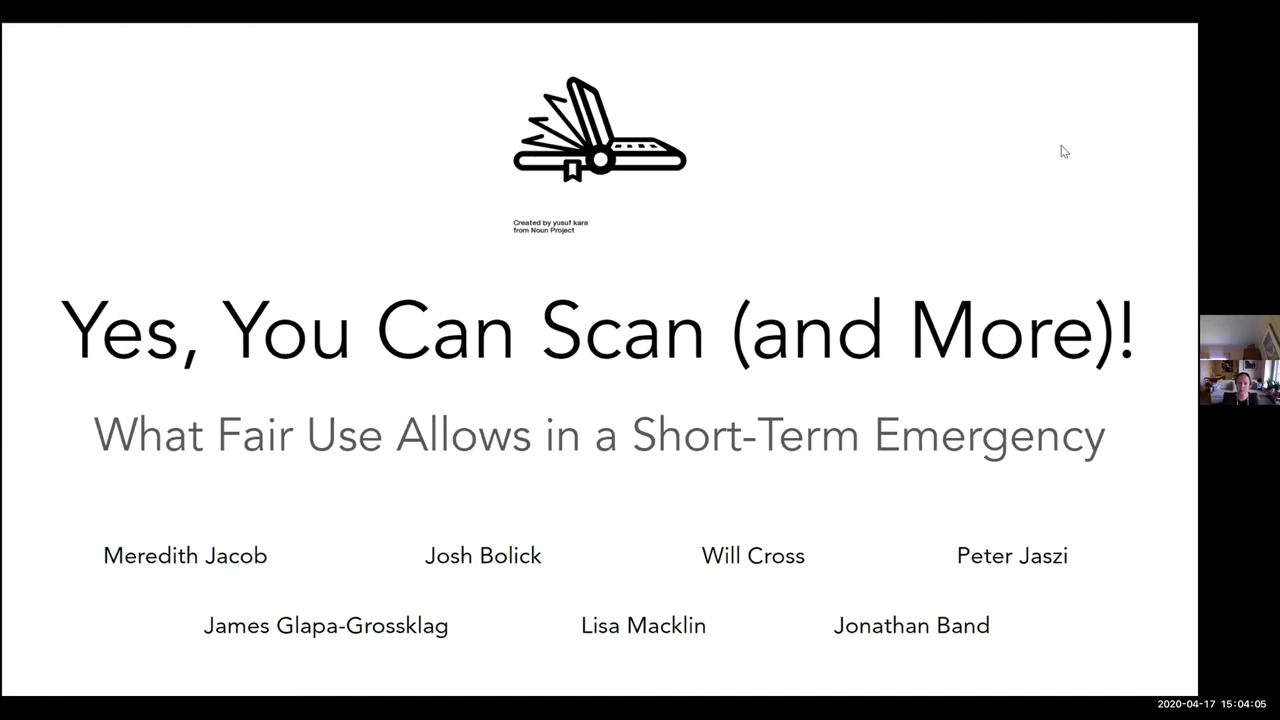 Created by yusuf kara
from Noun Project
Yes, You Can Scan (and More)!
What Fair Use Allows in a Short-Term Emergency
Meredith Jacob Josh Bolick Will Cross Peter Jaszi
James Glapa-Grossklag Lisa Macklin Jonathan Band
2020-04-17 15:04:05